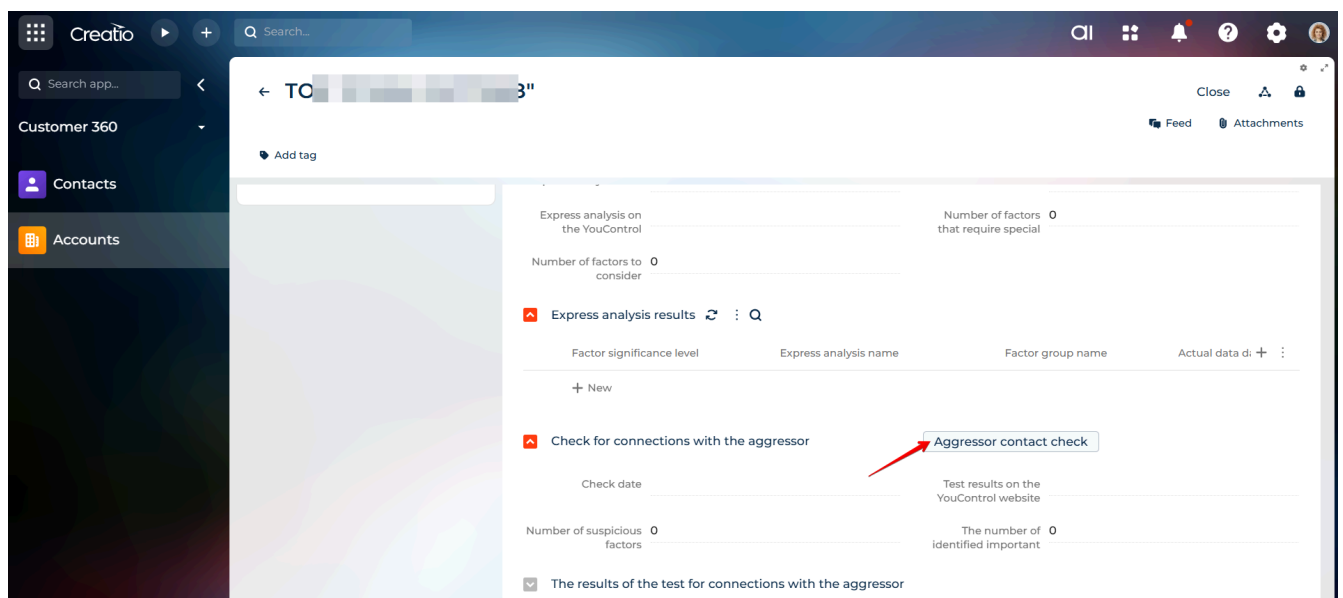 Creatio
Search...
Search app...
Customer 360
Contacts
Accounts
Close
Feed
Attachments
Add tag
Express analysis on
the YouControl
Number of factors 0
that require special
Number of factors to 0
consider
Express analysis results
Factor significance level Express analysis name Factor group name Actual data
+ New
Check for connections with the aggressor
Aggressor contact check
Check date
Test results on the
YouControl website
Number of suspicious 0
factors
The number of 0
identified important
The results of the test for connections with the aggressor